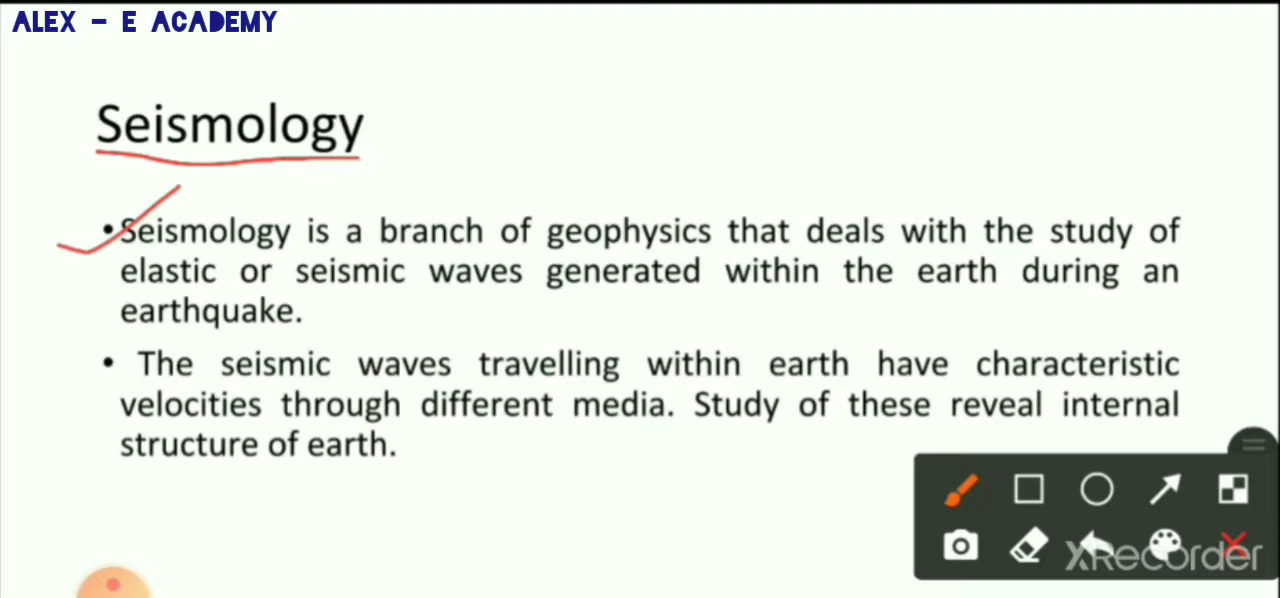 ALEX - E ACADEMY
Seismology
• Seismology is a branch of geophysics that deals with the study of
elastic or seismic waves generated within the earth during an
earthquake.
• The seismic waves travelling within earth have characteristic
velocities through different media. Study of these reveal internal
structure of earth.
XRecorder